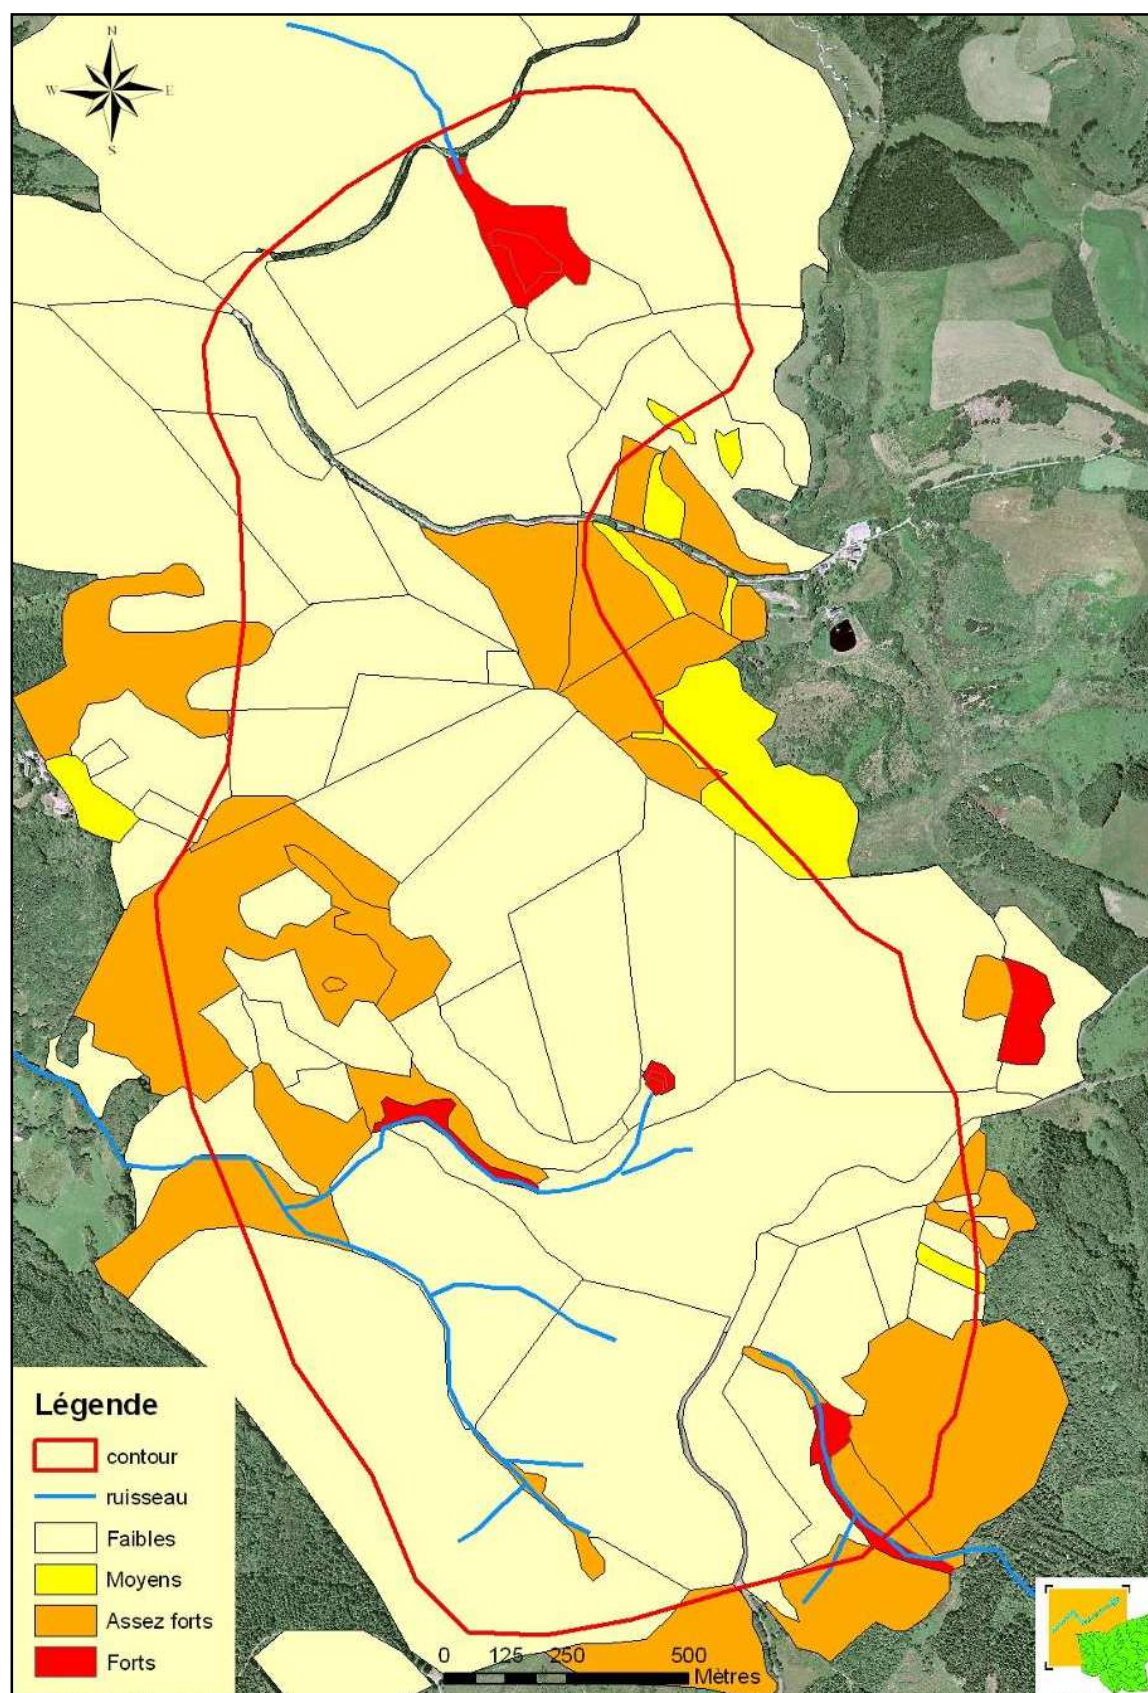 N
W E
S
Légende
contour
ruisseau
Faibles
Moyens
Assez forts
Forts
0 125 250 500
Mètres